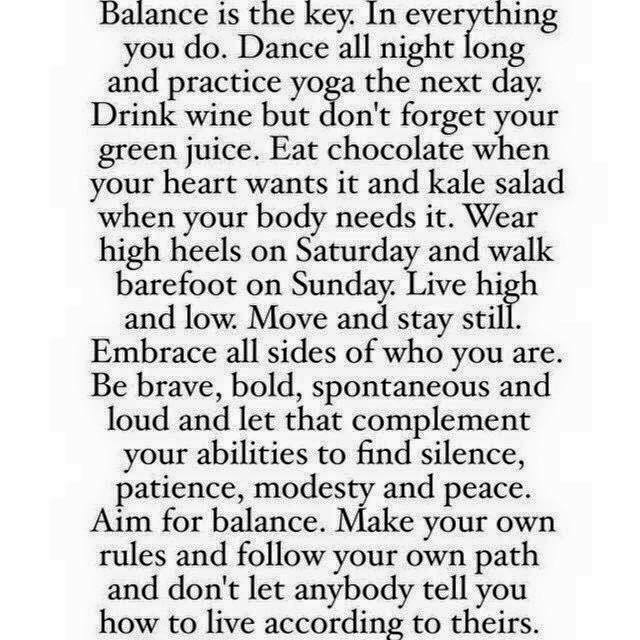 Balance is the key. In everything
you do. Dance all night long
and practice yoga the next day.
Drink wine but don't forget your
green juice. Eat chocolate when
your heart wants it and kale salad
when your body needs it. Wear
high heels on Saturday and walk
barefoot on Sunday. Live high
and low. Move and stay still.
Embrace all sides of who you are.
Be brave, bold, spontaneous and
loud and let that complement
your abilities to find silence,
patience, modesty and peace.
Aim for balance. Make your own
rules and follow your own path
and don't let anybody tell you
how to live according to theirs.